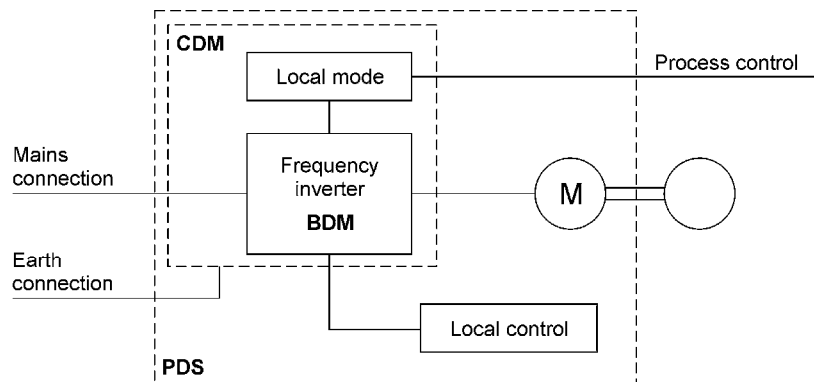 CDM
Local mode
Process control
Mains
connection
Frequency
inverter
BDM
M
Earth
connection
Local control
PDS